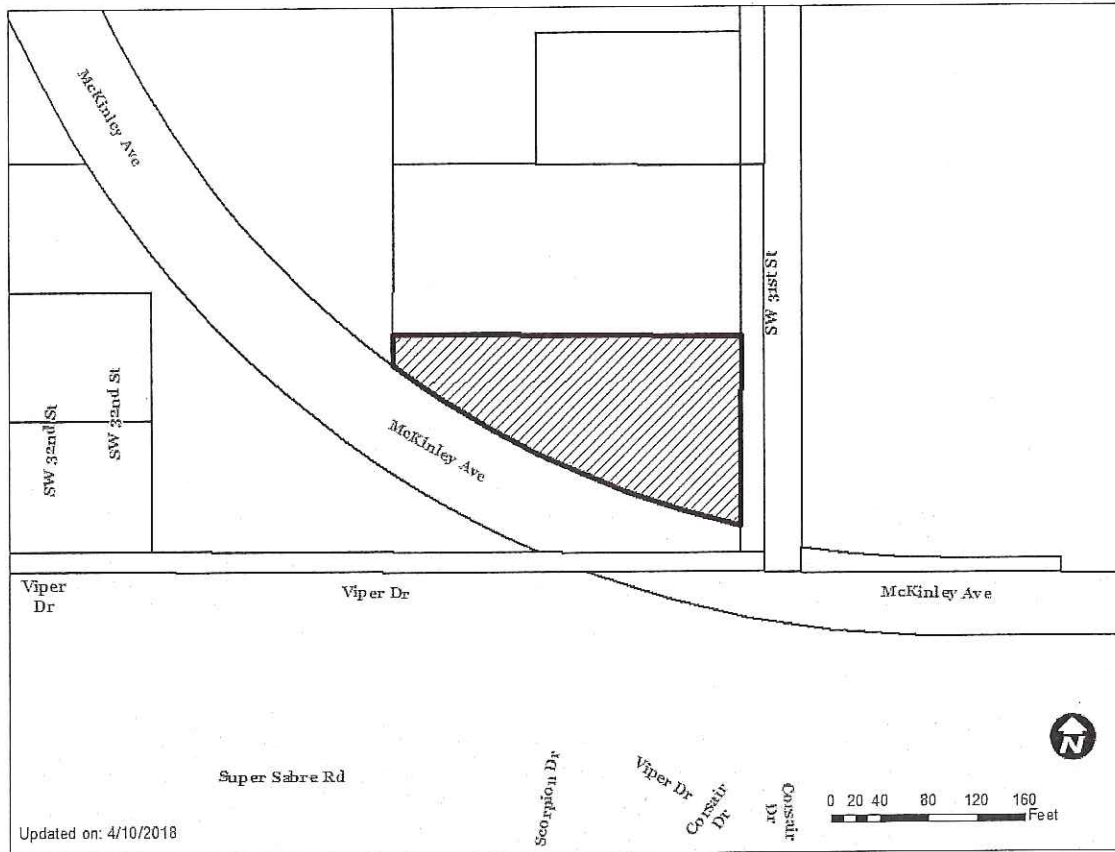 McKinley Ave
SW 31st St
SW 32nd St
SW 32nd St
McKinley Ave
Viper
Dr
Viper Dr
McKinley Ave
N
Super Sabre Rd
Scorpion Dr
Viper Dr
Corsair
Dr
Corsair
Dr
0 20 40 80 120 160
Feet
Updated on: 4/10/2018